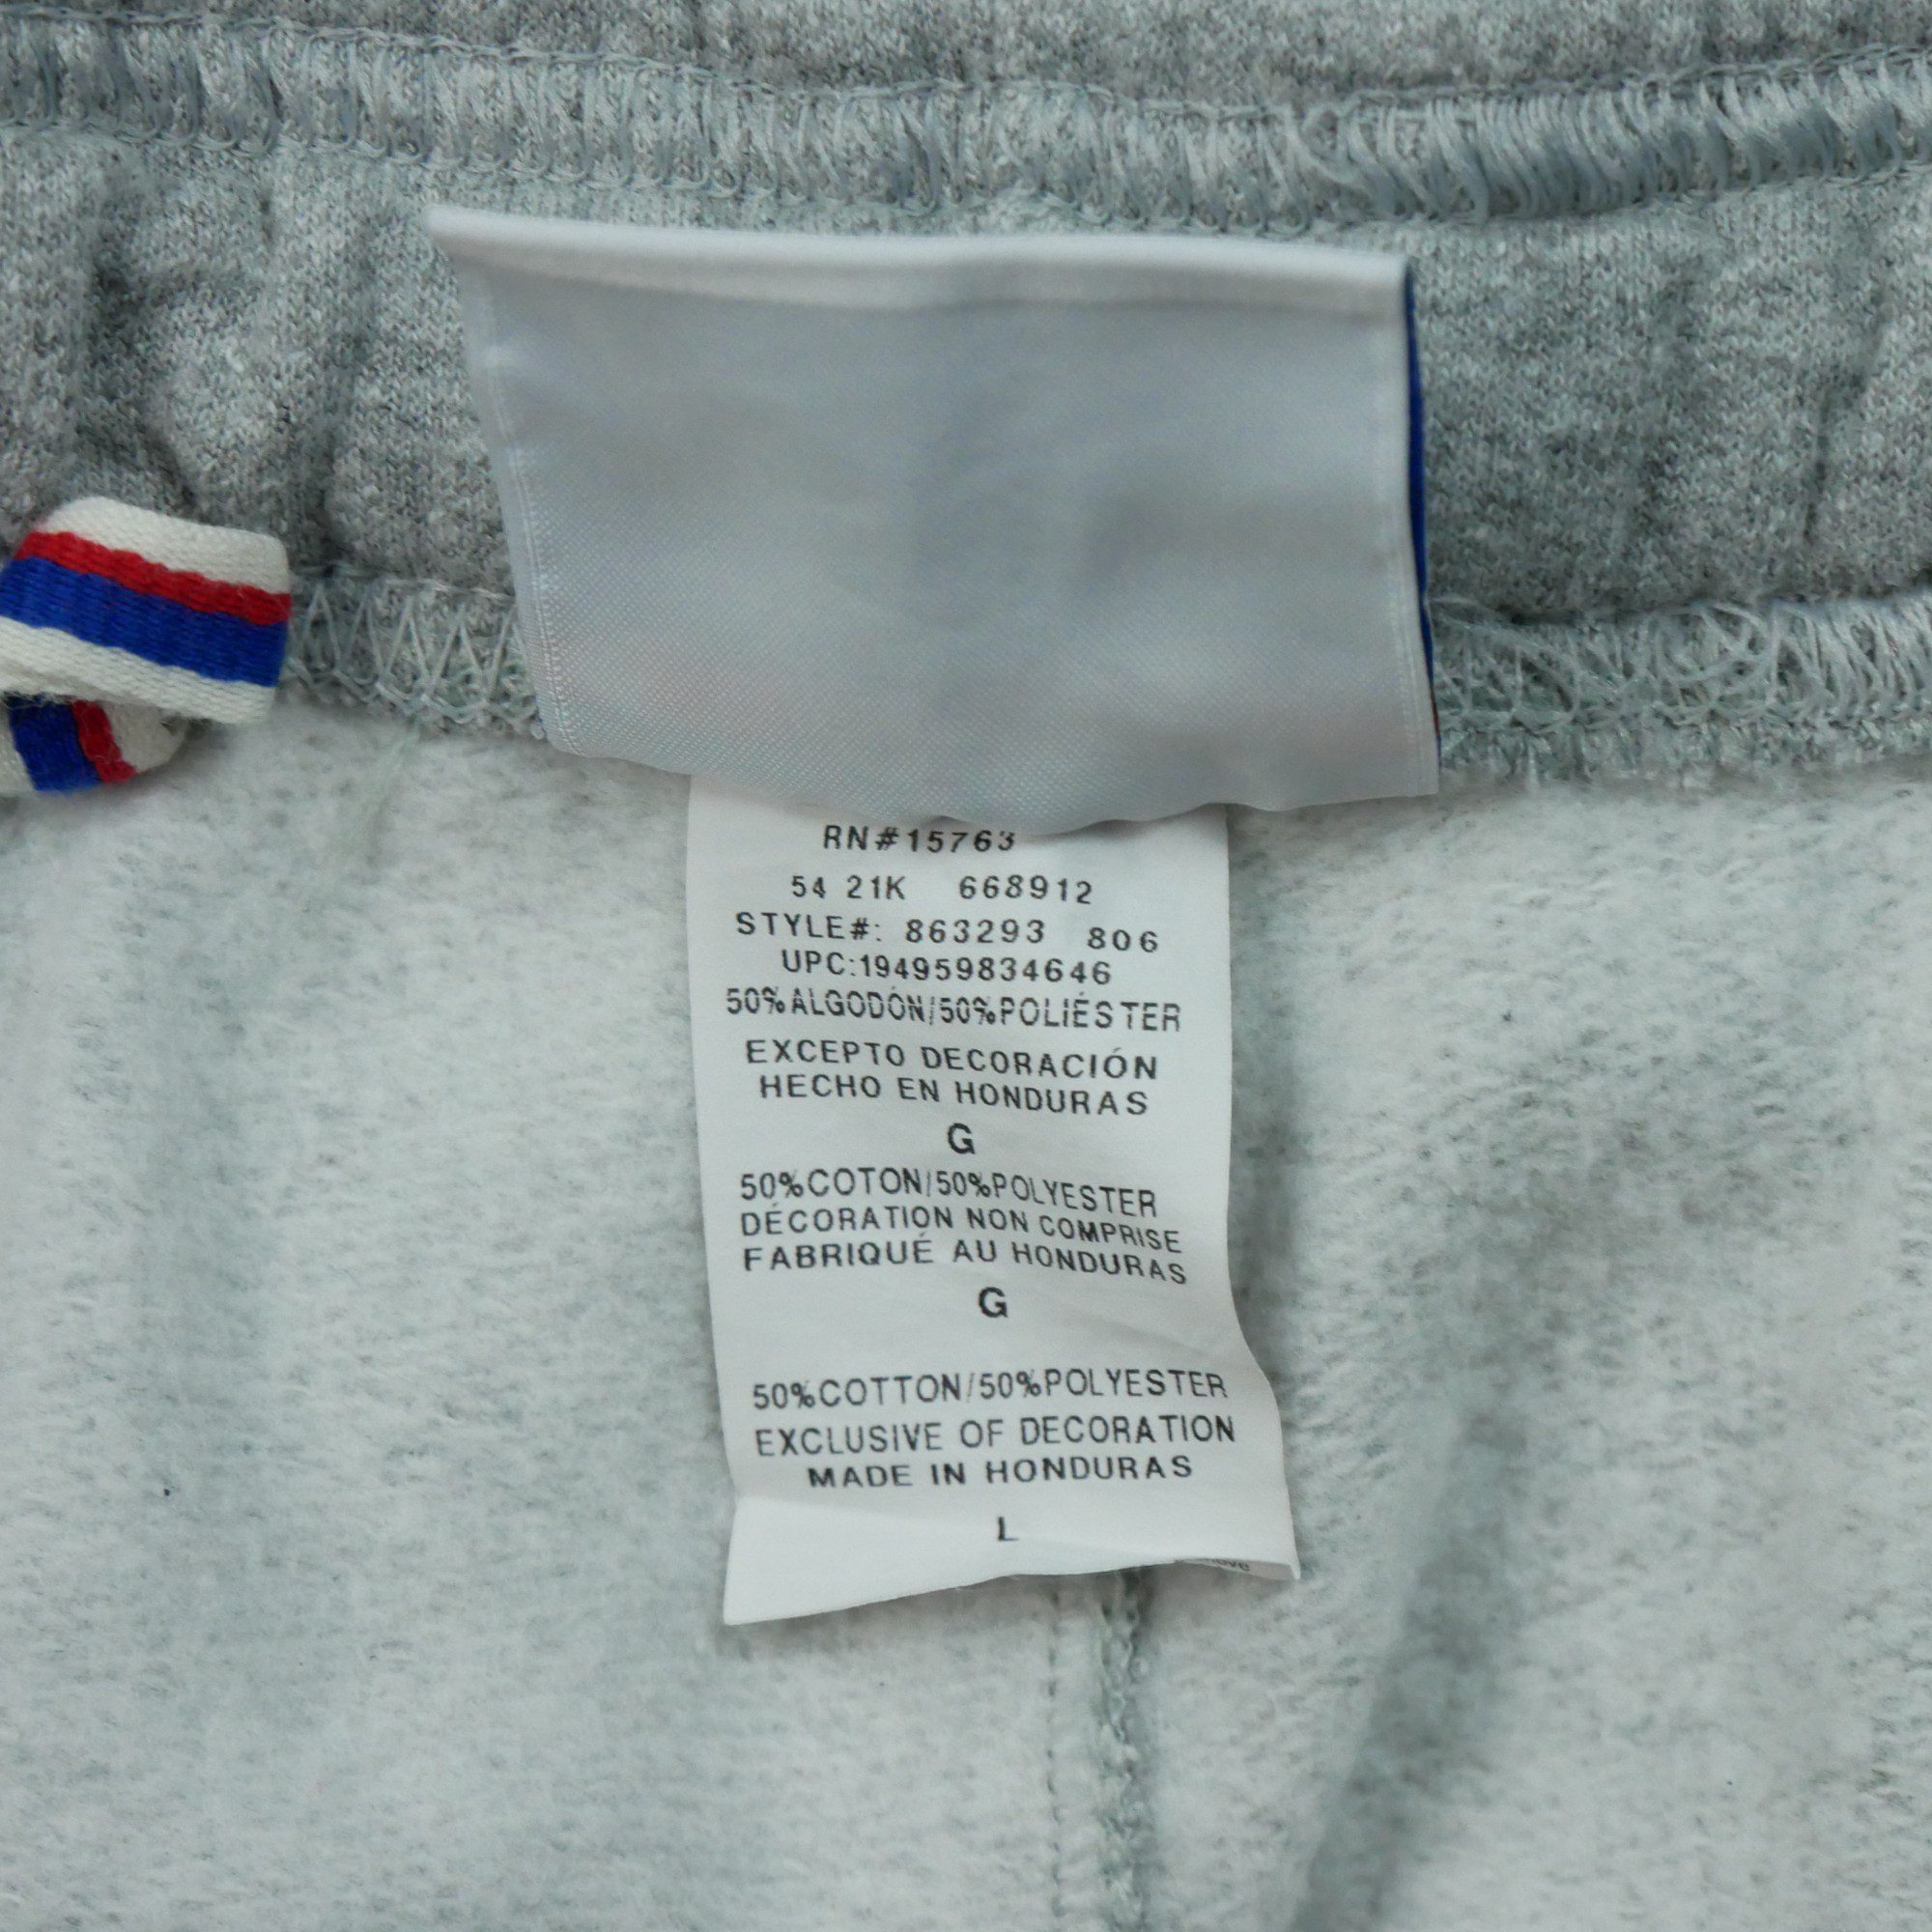 RN#15763
54 21K 668912
STYLE#: 863293 806
UPC:194959834646
50%ALGODÓN/50%POLIÉSTER
EXCEPTO DECORACIÓN
HECHO EN HONDURAS
G
50%COTON/50%POLYESTER
DÉCORATION NON COMPRISE
FABRIQUÉ AU HONDURAS
G
50%COTTON/50%POLYESTER
EXCLUSIVE OF DECORATION
MADE IN HONDURAS
L